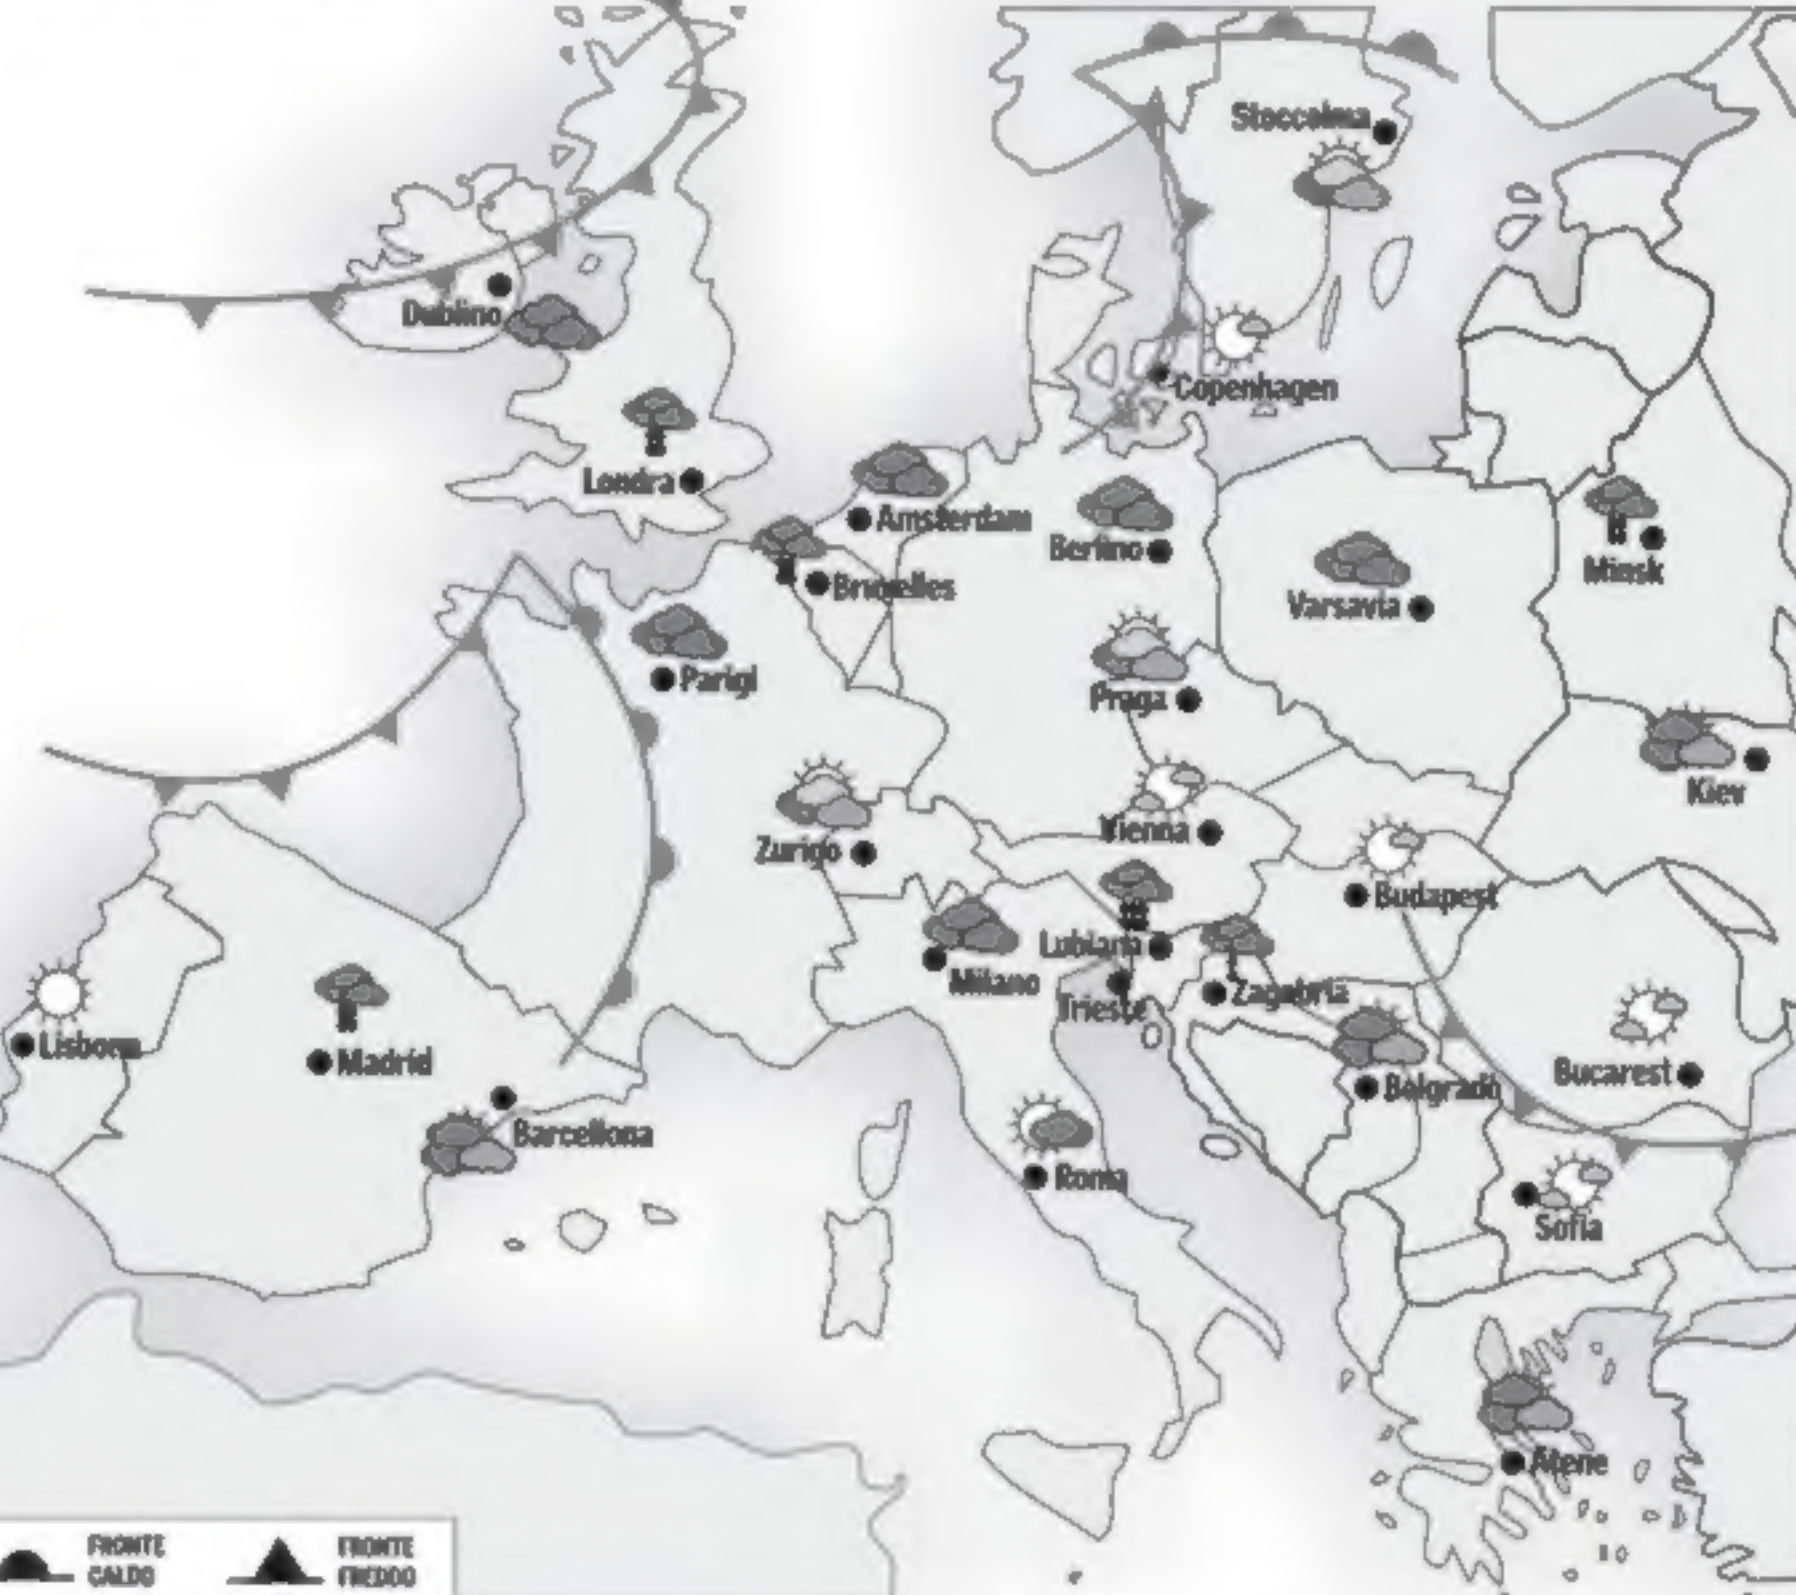 Stoccolma
Dublino
Copenhagen
Londra
Amsterdam
Berlino
Bruxelles
Minsk
Varsavia
Parigi
Praga
Kiev
Vienna
Zurigo
Budapest
Lubiana
Milano
Zagabria
Trieste
Lisbona
Madrid
Bucarest
Belgrado
Barcellona
Roma
Sofia
Atene
FRONTE
CALDO
FRONTE
FREDDO